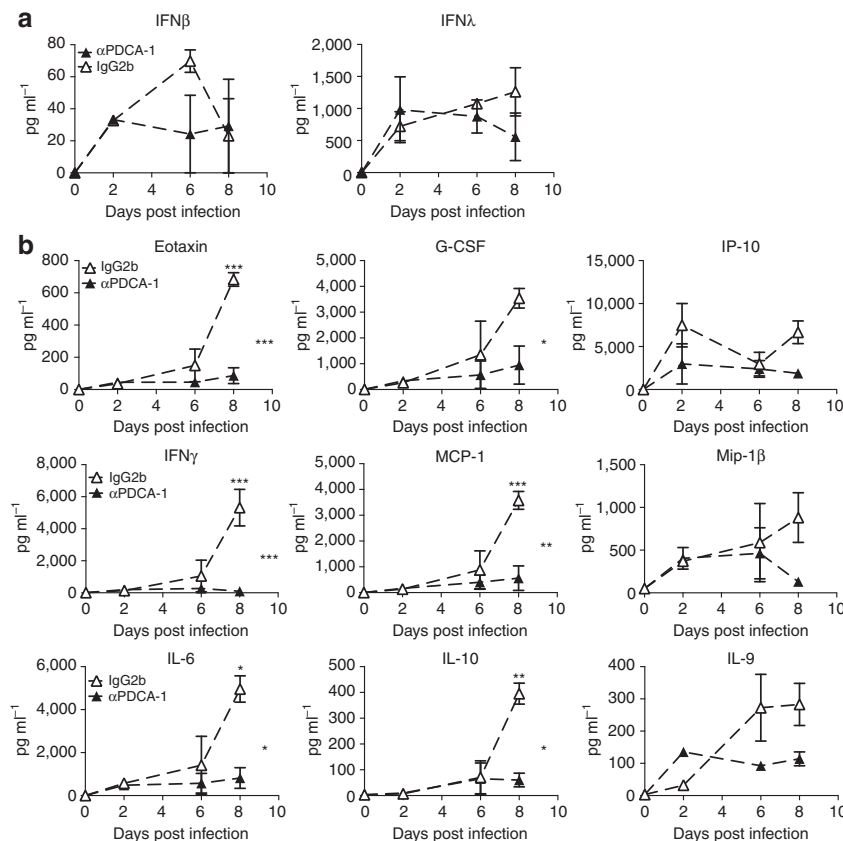 a
IFNβ
IFNλ
pg ml⁻¹
80
60
40
20
0
αPDCA-1
IgG2b
0 2 4 6 8 10
Days post infection
pg ml⁻¹
2,000
1,500
1,000
500
0
0 2 4 6 8 10
Days post infection
b
Eotaxin
G-CSF
IP-10
pg ml⁻¹
800
600
400
200
0
IgG2b
αPDCA-1
***
***
0 2 4 6 8 10
Days post infection
pg ml⁻¹
5,000
4,000
3,000
2,000
1,000
0
*
0 2 4 6 8 10
Days post infection
pg ml⁻¹
15,000
10,000
5,000
0
0 2 4 6 8 10
Days post infection
IFNγ
MCP-1
Mip-1β
pg ml⁻¹
8,000
6,000
4,000
2,000
0
IgG2b
αPDCA-1
***
***
0 2 4 6 8 10
Days post infection
pg ml⁻¹
5,000
4,000
3,000
2,000
1,000
0
***
**
0 2 4 6 8 10
Days post infection
pg ml⁻¹
1,500
1,000
500
0
0 2 4 6 8 10
Days post infection
IL-6
IL-10
IL-9
pg ml⁻¹
6,000
4,000
2,000
0
IgG2b
αPDCA-1
*
*
0 2 4 6 8 10
Days post infection
pg ml⁻¹
500
400
300
200
100
0
**
*
0 2 4 6 8 10
Days post infection
pg ml⁻¹
400
300
200
100
0
0 2 4 6 8 10
Days post infection